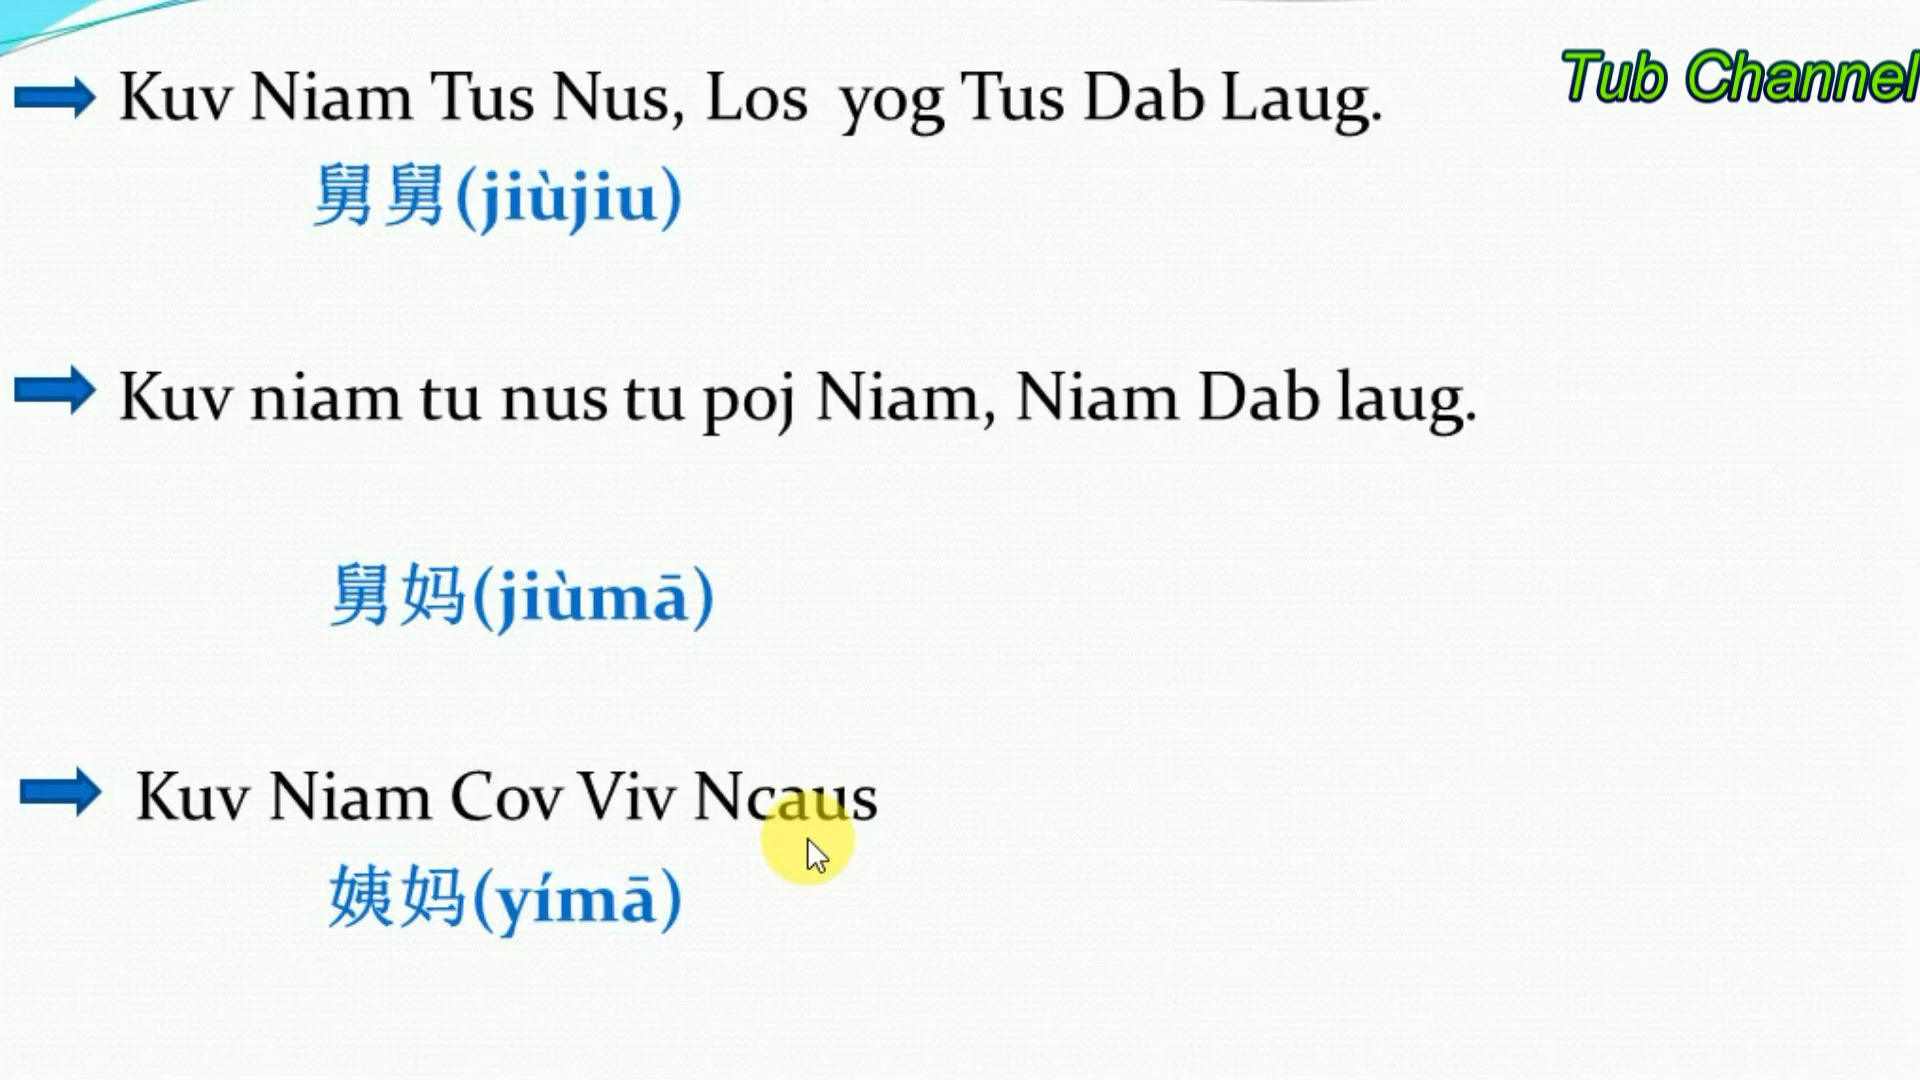 Tub Channel
Kuv Niam Tus Nus, Los yog Tus Dab Laug.
舅舅(jiùjiu)
Kuv niam tu nus tu poj Niam, Niam Dab laug.
舅妈(jiùmā)
Kuv Niam Cov Viv Ncaus
姨妈(yímā)